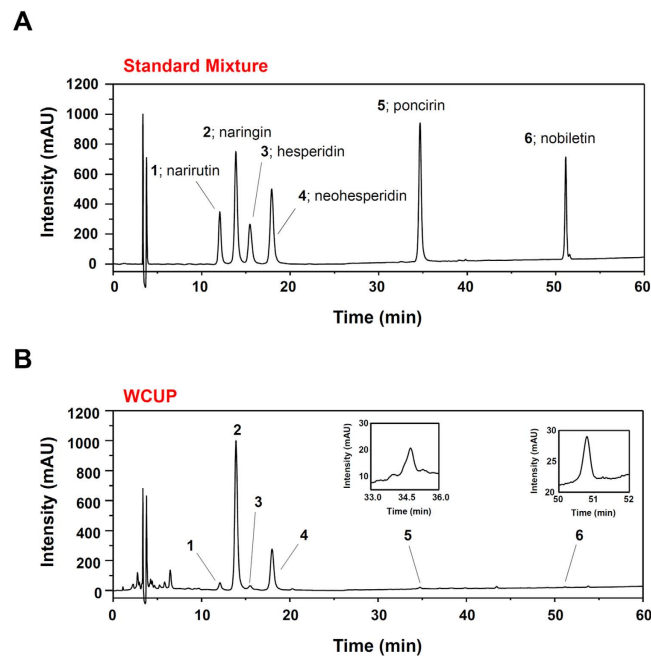 A
Standard Mixture
1200
1000
800
600
400
200
0
Intensity (mAU)
1; narirutin
2; naringin
3; hesperidin
4; neohesperidin
5; poncirin
6; nobiletin
0 10 20 30 40 50 60
Time (min)
B
WCUP
1200
1000
800
600
400
200
0
Intensity (mAU)
1
2
3
4
5
6
30
20
10
0
Intensity (mAU)
33.0 34.5 36.0
Time (min)
30
27
24
21
Intensity (mAU)
50 51 52
Time (min)
0 10 20 30 40 50 60
Time (min)